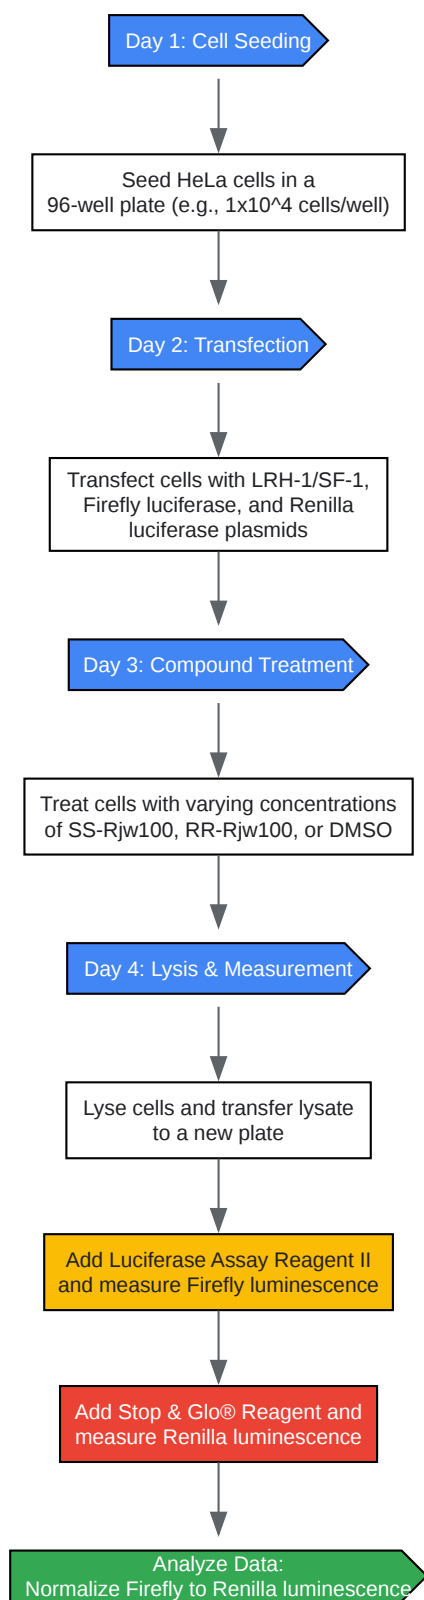 Day 1: Cell Seeding
Seed HeLa cells in a
96-well plate (e.g., 1x10^4 cells/well)
Day 2: Transfection
Transfect cells with LRH-1/SF-1,
Firefly luciferase, and Renilla
luciferase plasmids
Day 3: Compound Treatment
Treat cells with varying concentrations
of SS-Rjw100, RR-Rjw100, or DMSO
Day 4: Lysis & Measurement
Lyse cells and transfer lysate
to a new plate
Add Luciferase Assay Reagent II
and measure Firefly luminescence
Add Stop & Glo® Reagent and
measure Renilla luminescence
Analyze Data:
Normalize Firefly to Renilla luminescence